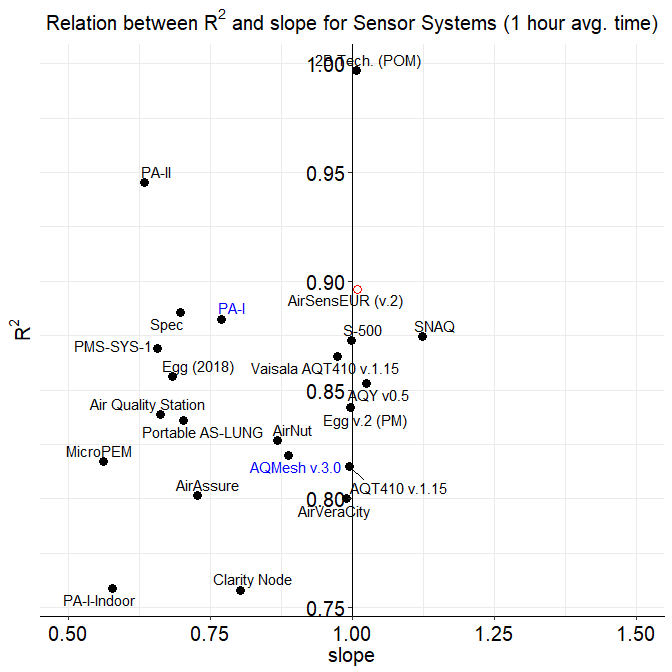 Relation between R2 and slope for Sensor Systems (1 hour avg. time)
2B Tech. (POM)
1.00
PA-II
0.95
0.90
AirSensEUR (v.2)
PA-I
Spec
S-500
SNAQ
PMS-SYS-1
Egg (2018)
Vaisala AQT410 v.1.15
0.85
AQY v0.5
Air Quality Station
Egg v.2 (PM)
Portable AS-LUNG
AirNut
MicroPEM
AQMesh v.3.0
AirAssure
AQT410 v.1.15
0.80
AirVeraCity
Clarity Node
PA-I-Indoor
0.75
R2
0.50
0.75
1.00
1.25
1.50
slope